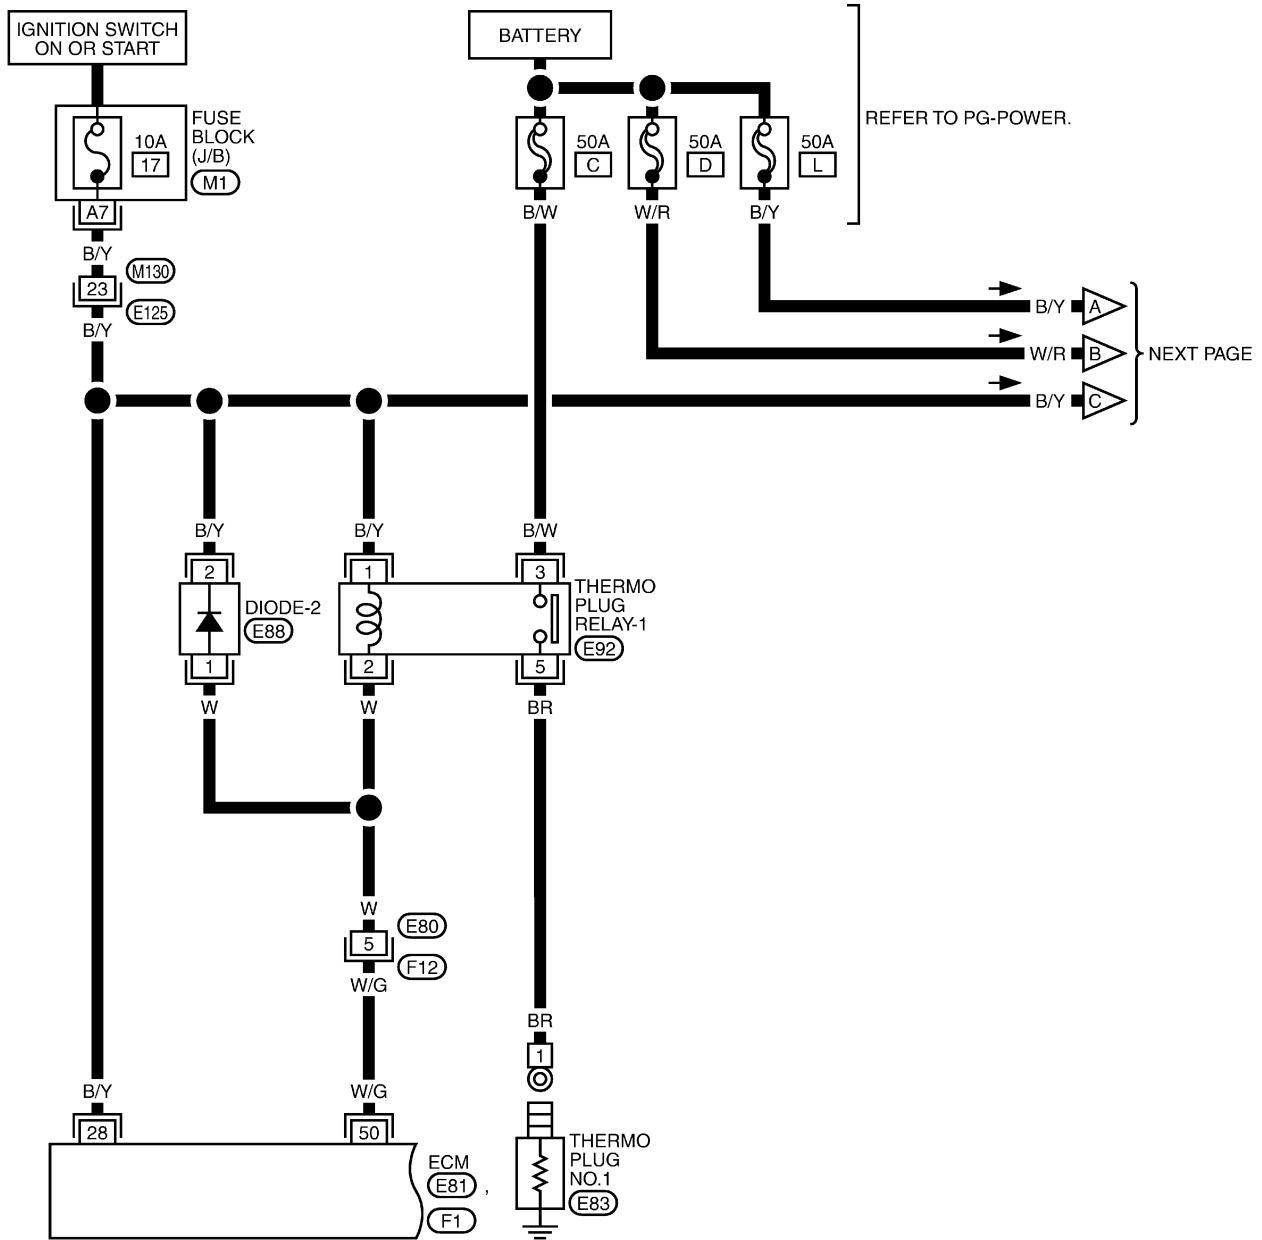 IGNITION SWITCH
ON OR START
BATTERY
REFER TO PG-POWER.
FUSE
BLOCK
(J/B)
M1
10A
17
50A
C
50A
D
50A
L
A7
B/W
W/R
B/Y
B/Y
M130
23
E125
B/Y
B/Y
A
W/R
B
NEXT PAGE
B/Y
C
B/Y
B/Y
B/W
2
1
3
THERMO
PLUG
RELAY-1
E92
DIODE-2
E88
1
2
5
W
W
BR
W
E80
5
F12
W/G
BR
1
B/Y
W/G
28
50
ECM
E81 ,
F1
THERMO
PLUG
NO.1
E83